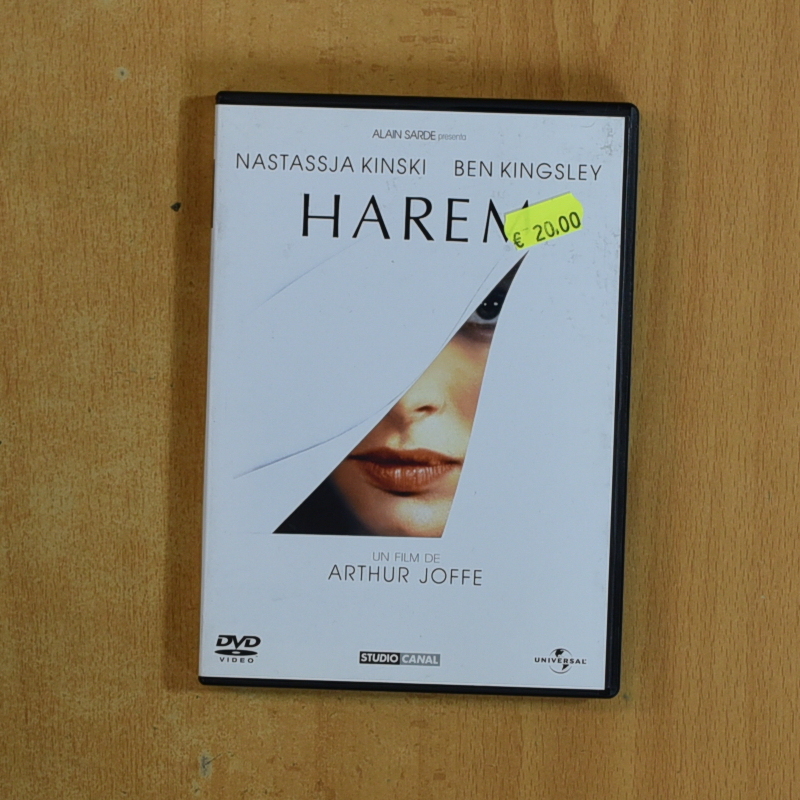 ALAIN SARDE presenta
NASTASSJA KINSKI BEN KINGSLEY
HAREM
€ 20,00
UN FILM DE
ARTHUR JOFFE
DVD
VIDEO
STUDIO CANAL
UNIVERSAL